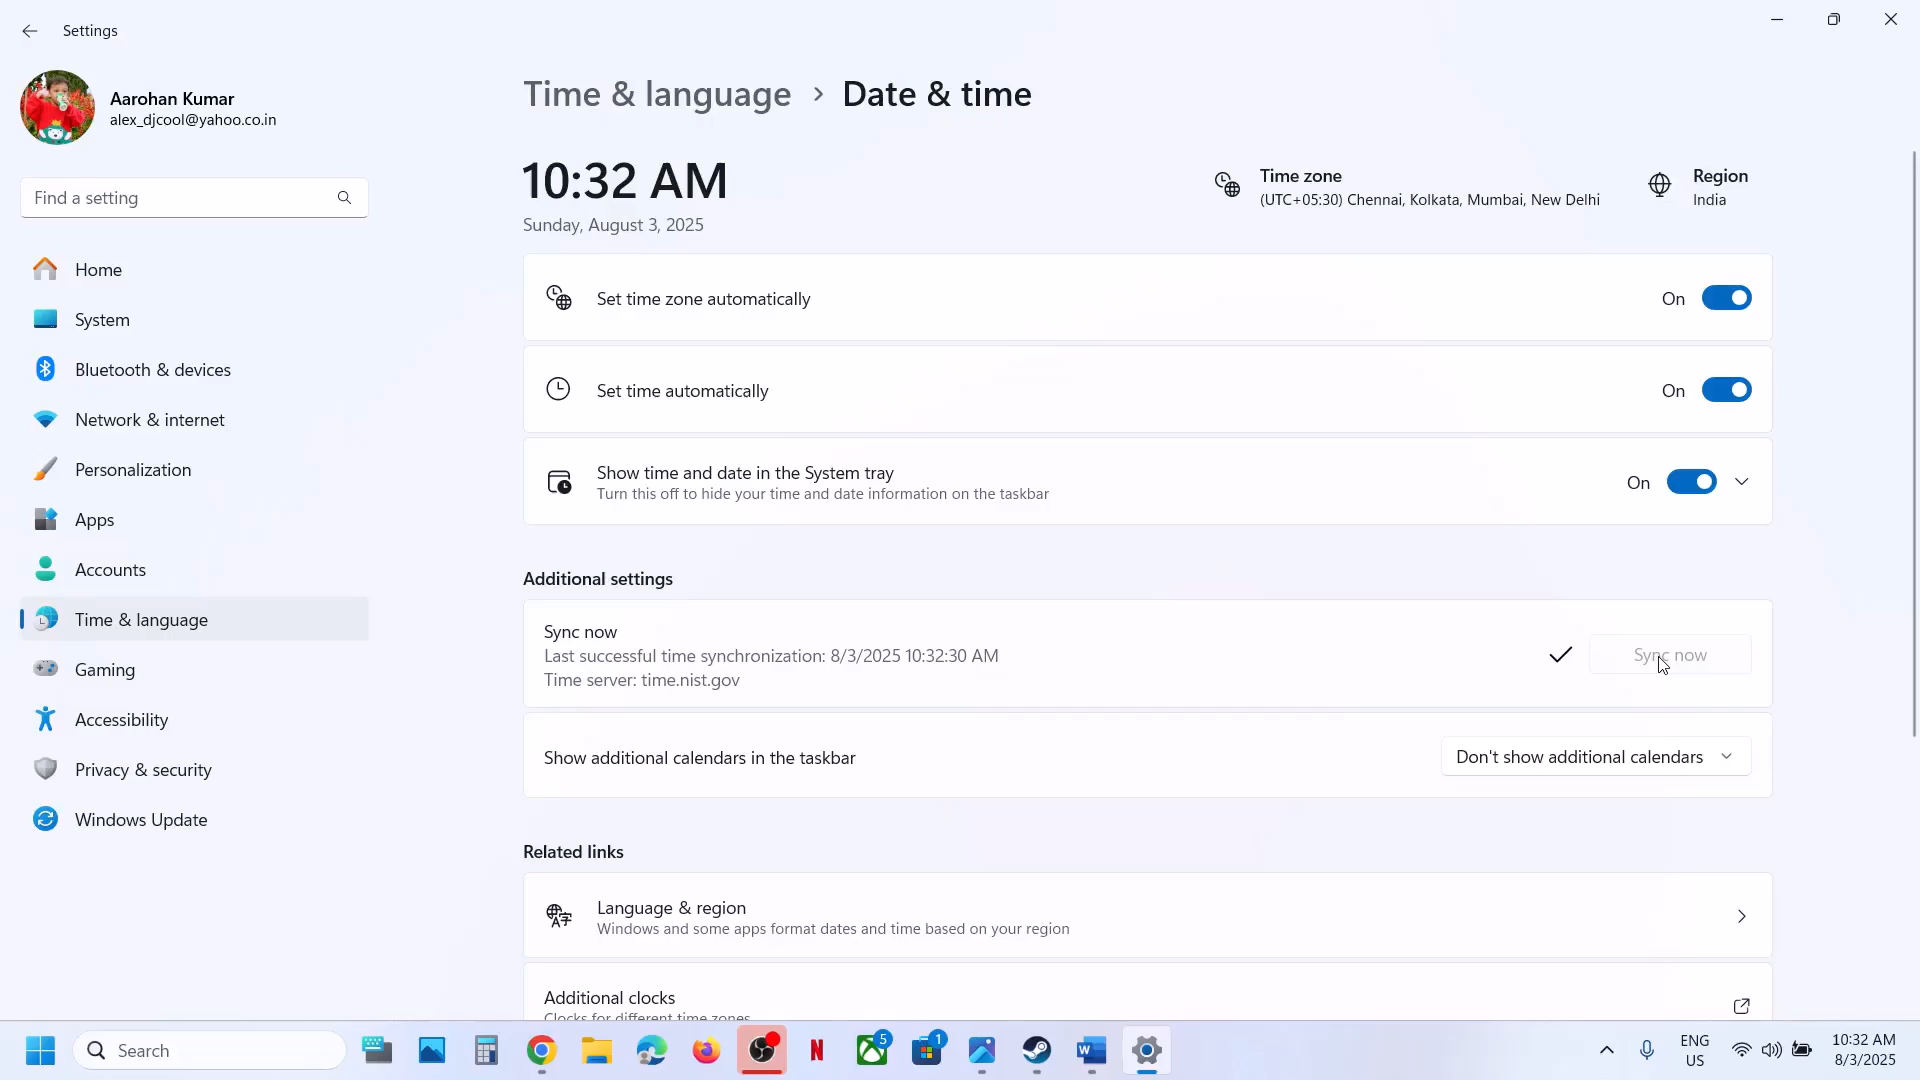 Settings
Aarohan Kumar
alex_djcool@yahoo.co.in
Find a setting
Home
System
Bluetooth & devices
Network & internet
Personalization
Apps
Accounts
Time & language
Gaming
Accessibility
Privacy & security
Windows Update
Time & language > Date & time
10:32 AM
Sunday, August 3, 2025
Time zone
(UTC+05:30) Chennai, Kolkata, Mumbai, New Delhi
Region
India
Set time zone automatically On
Set time automatically On
Show time and date in the System tray
Turn this off to hide your time and date information on the taskbar
On
Additional settings
Sync now
Last successful time synchronization: 8/3/2025 10:32:30 AM
Time server: time.nist.gov
Sync now
Show additional calendars in the taskbar Don't show additional calendars
Related links
Language & region
Windows and some apps format dates and time based on your region
Additional clocks
Clocks for different time zones
Search
N
5
1
W
ENG
US
10:32 AM
8/3/2025